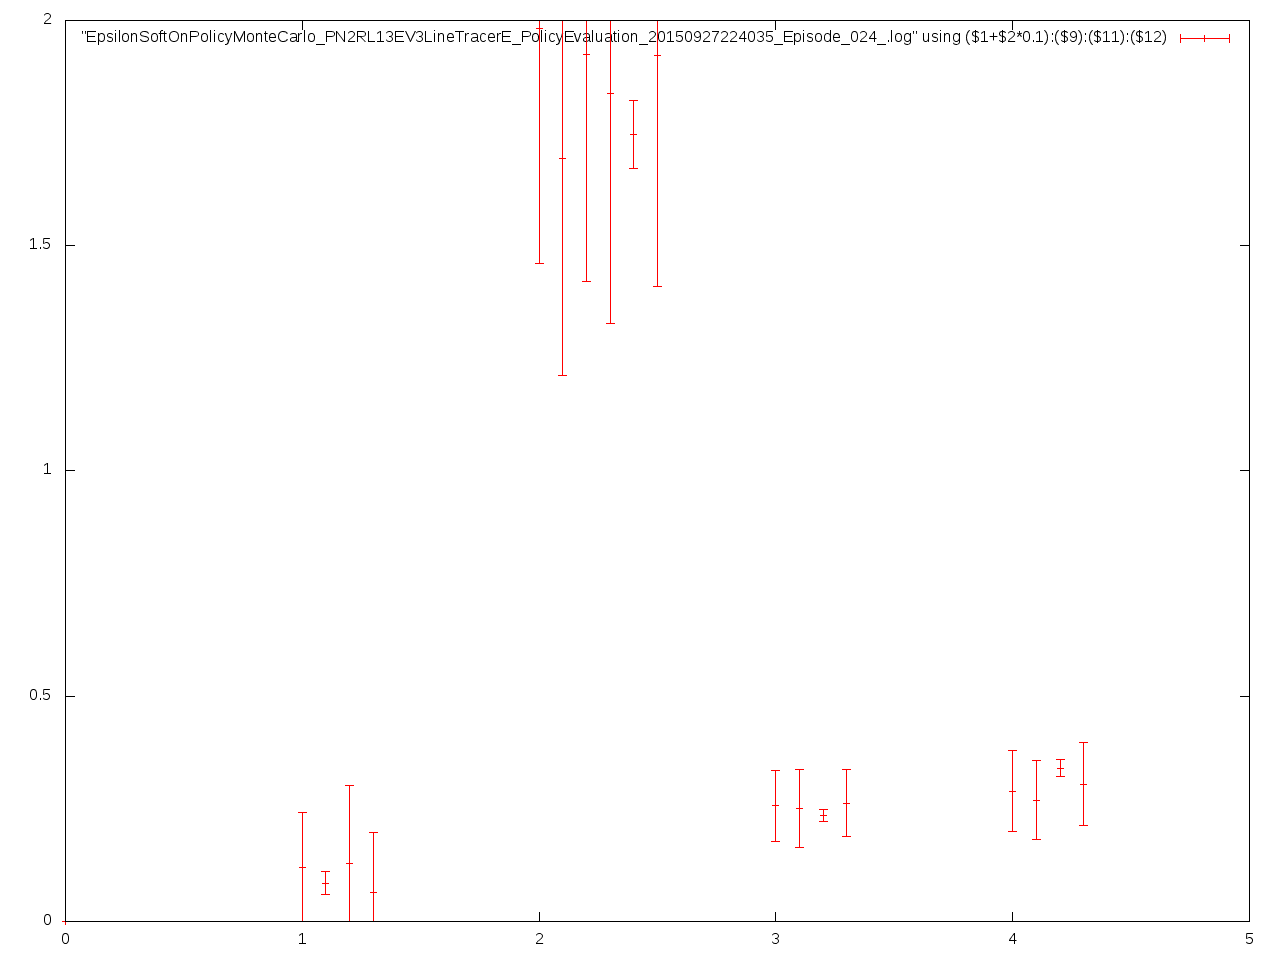 2
"EpsilonSoftOnPolicyMonteCarlo_PN2RL13EV3LineTracerE_PolicyEvaluation_20150927224035_Episode_024_.log" using ($1+$2*0.1):($9):($11):($12)
1.5
1
0.5
0
0 1 2 3 4 5